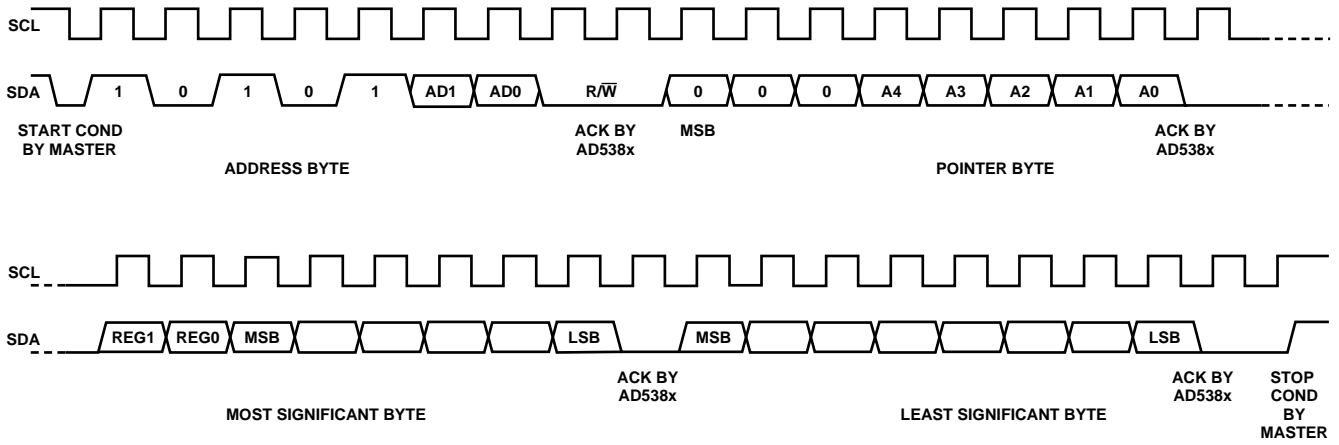 SCL
SDA 1 0 1 0 1 AD1 AD0 R/W̅ 0 0 0 A4 A3 A2 A1 A0
START COND
BY MASTER
ACK BY
AD538x
MSB
ACK BY
AD538x
ADDRESS BYTE
POINTER BYTE
SCL
SDA REG1 REG0 MSB LSB MSB LSB
ACK BY
AD538x
ACK BY
AD538x
STOP
COND
BY
MASTER
MOST SIGNIFICANT BYTE
LEAST SIGNIFICANT BYTE